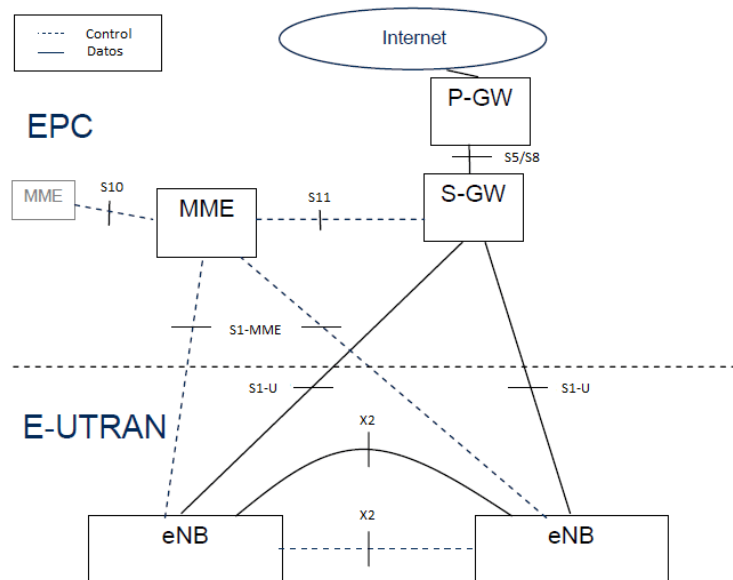 Control
Datos
Internet
P-GW
EPC
S5/S8
MME
S10
MME
S11
S-GW
S1-MME
S1-U
S1-U
E-UTRAN
X2
X2
eNB
eNB